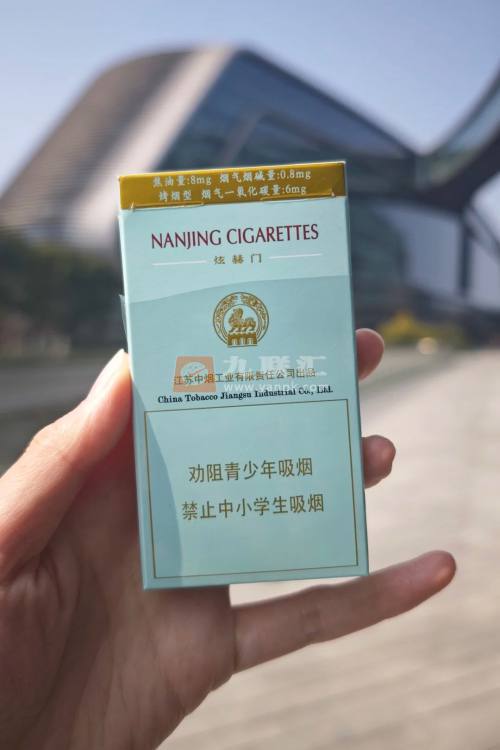 焦油量:8mg 烟气烟碱量:0.8mg
烤烟型 烟气一氧化碳量:6mg
NANJING CIGARETTES
炫赫门
九联汇
www.yanpk.com
江苏中烟工业有限责任公司出品
China Tobacco Jiangsu Industrial Co., Ltd.
劝阻青少年吸烟
禁止中小学生吸烟